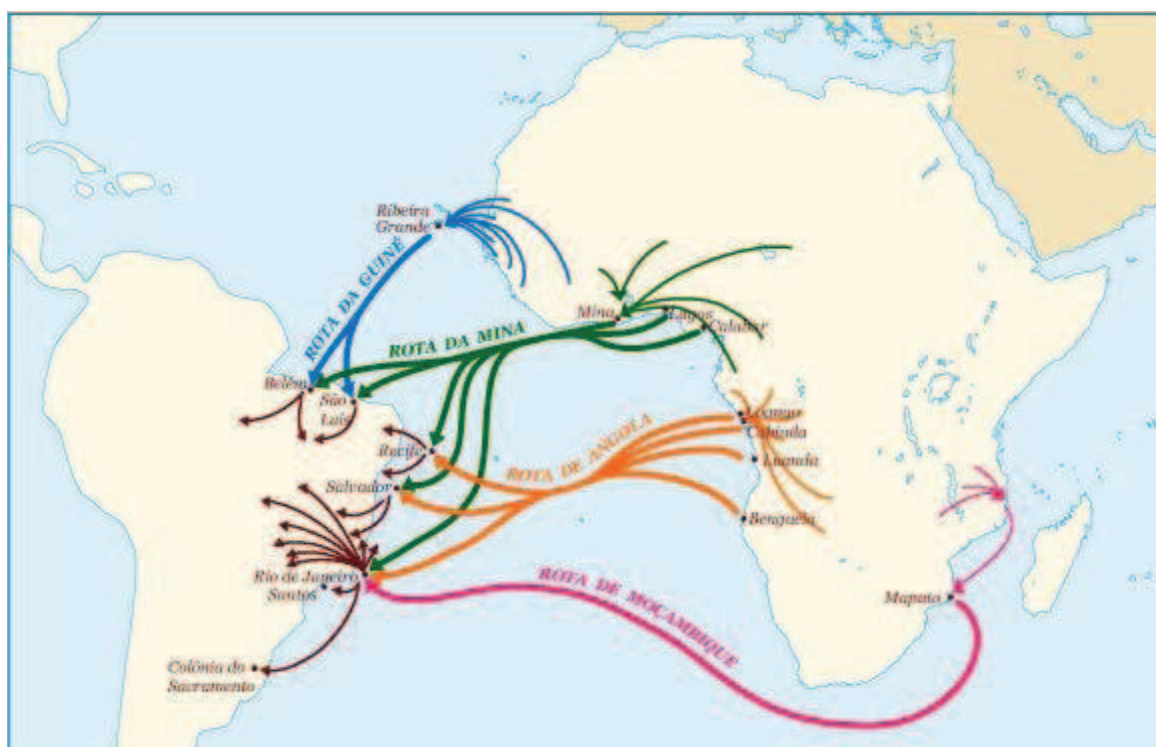 Ribeira
Grande
ROTA DA GUINÉ
Mina
Lagos
Calabar
ROTA DA MINA
Belém
São
Luís
Loango
Cabinda
Recife
ROTA DE ANGOLA
Luanda
Salvador
Benguela
Rio de Janeiro
Santos
ROTA DE MOÇAMBIQUE
Maputo
Colônia do
Sacramento